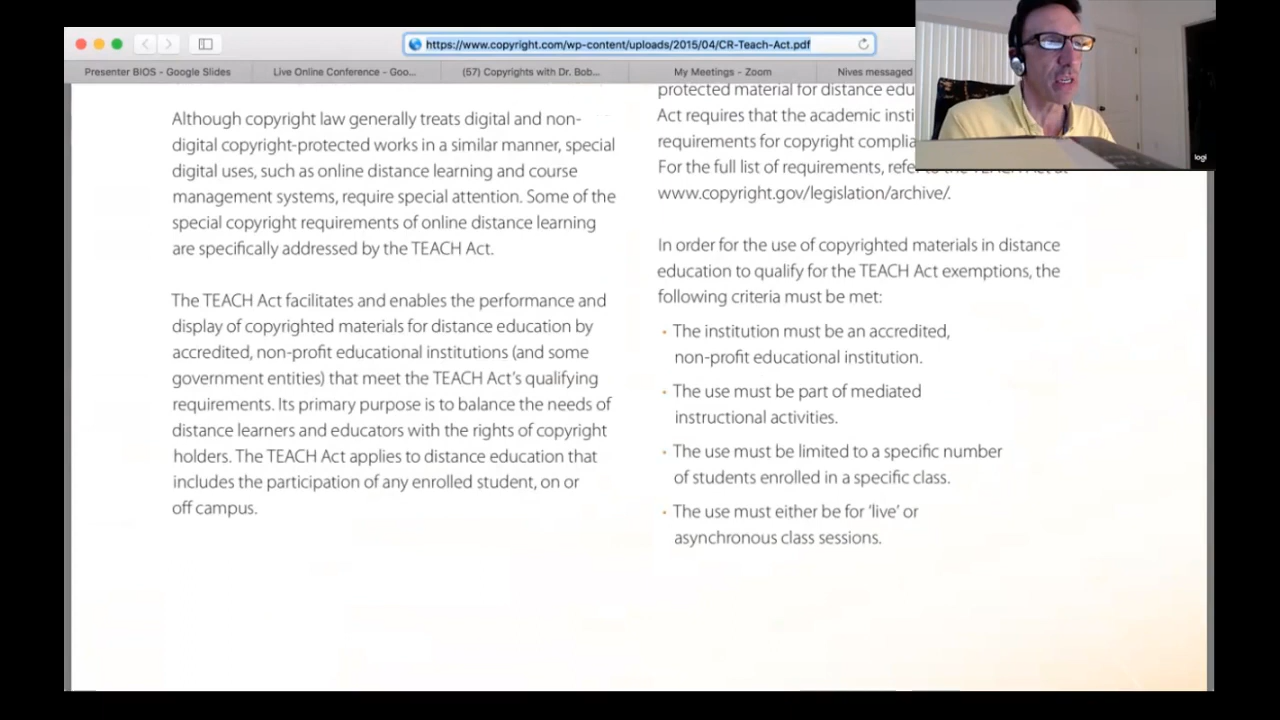 https://www.copyright.com/wp-content/uploads/2015/04/CR-Teach-Act.pdf
Presenter BIOS - Google Slides
Live Online Conference - Goo...
(57) Copyrights with Dr. Bob...
My Meetings - Zoom
Nives messaged
logi
Although copyright law generally treats digital and non-
digital copyright-protected works in a similar manner, special
digital uses, such as online distance learning and course
management systems, require special attention. Some of the
special copyright requirements of online distance learning
are specifically addressed by the TEACH Act.
The TEACH Act facilitates and enables the performance and
display of copyrighted materials for distance education by
accredited, non-profit educational institutions (and some
government entities) that meet the TEACH Act's qualifying
requirements. Its primary purpose is to balance the needs of
distance learners and educators with the rights of copyright
holders. The TEACH Act applies to distance education that
includes the participation of any enrolled student, on or
off campus.
protected material for distance edu
Act requires that the academic insti
requirements for copyright complia
For the full list of requirements, refer
www.copyright.gov/legislation/archive/.
In order for the use of copyrighted materials in distance
education to qualify for the TEACH Act exemptions, the
following criteria must be met:
• The institution must be an accredited,
non-profit educational institution.
• The use must be part of mediated
instructional activities.
• The use must be limited to a specific number
of students enrolled in a specific class.
• The use must either be for 'live' or
asynchronous class sessions.